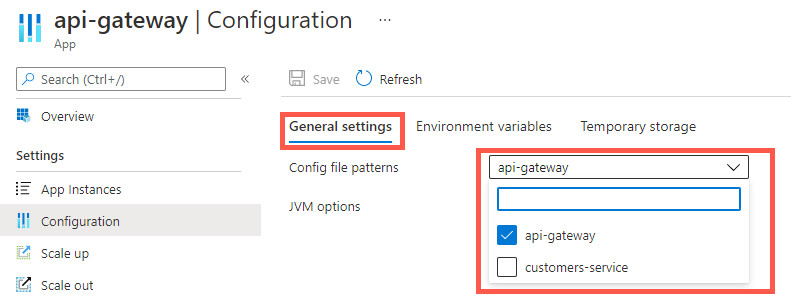 api-gateway | Configuration ...
App
Search (Ctrl+/)
«
Save
Refresh
Overview
General settings
Environment variables
Temporary storage
Settings
Config file patterns
api-gateway
App Instances
JVM options
Configuration
api-gateway
Scale up
customers-service
Scale out